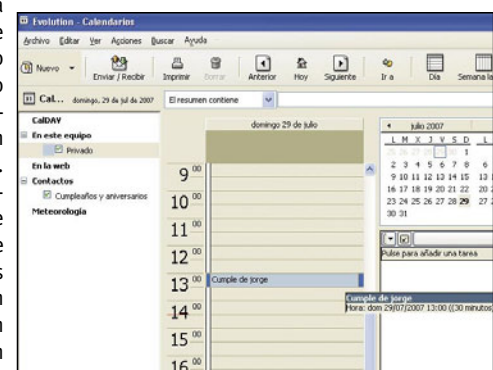 Evolution - Calendarios
Archivo Editar Ver Acciones Buscar Ayuda
Nuevo Enviar / Recibir Imprimir Borrar Anterior Hoy Siguiente Ir a Día Semana la
Cal... domingo, 29 de jul de 2007 El resumen contiene
CalDAV
En este equipo
Privado
En la web
Contactos
Cumpleaños y aniversarios
Meteorología
domingo 29 de julio
9 00
10 00
11 00
12 00
13 00 Cumple de jorge
14 00
15 00
16 00
julio 2007
L M X J V S D L
1
2 3 4 5 6 7 8 6
9 10 11 12 13 14 15 13
16 17 18 19 20 21 22 20
23 24 25 26 27 28 29 27
30 31
Pulse para añadir una tarea
Cumple de jorge
Hora: dom 29/07/2007 13:00 ((30 minutos)